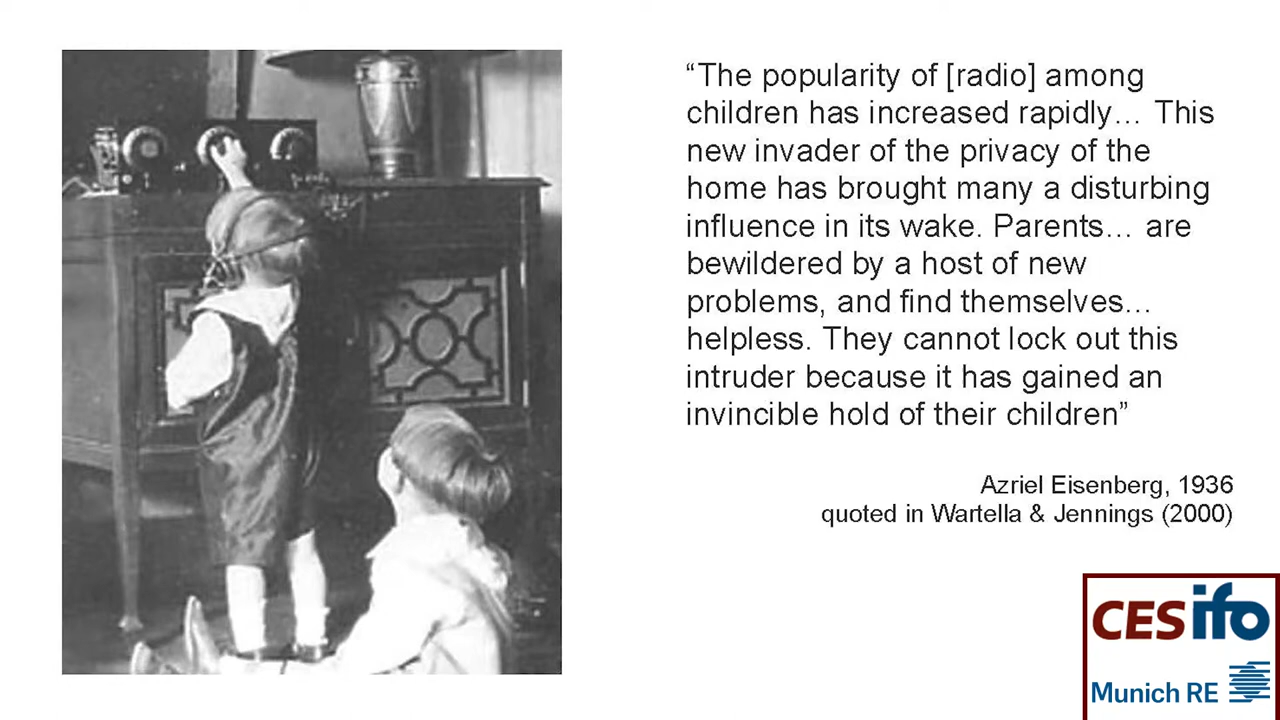 “The popularity of [radio] among
children has increased rapidly… This
new invader of the privacy of the
home has brought many a disturbing
influence in its wake. Parents… are
bewildered by a host of new
problems, and find themselves…
helpless. They cannot lock out this
intruder because it has gained an
invincible hold of their children”
Azriel Eisenberg, 1936
quoted in Wartella & Jennings (2000)
CESifo
Munich RE